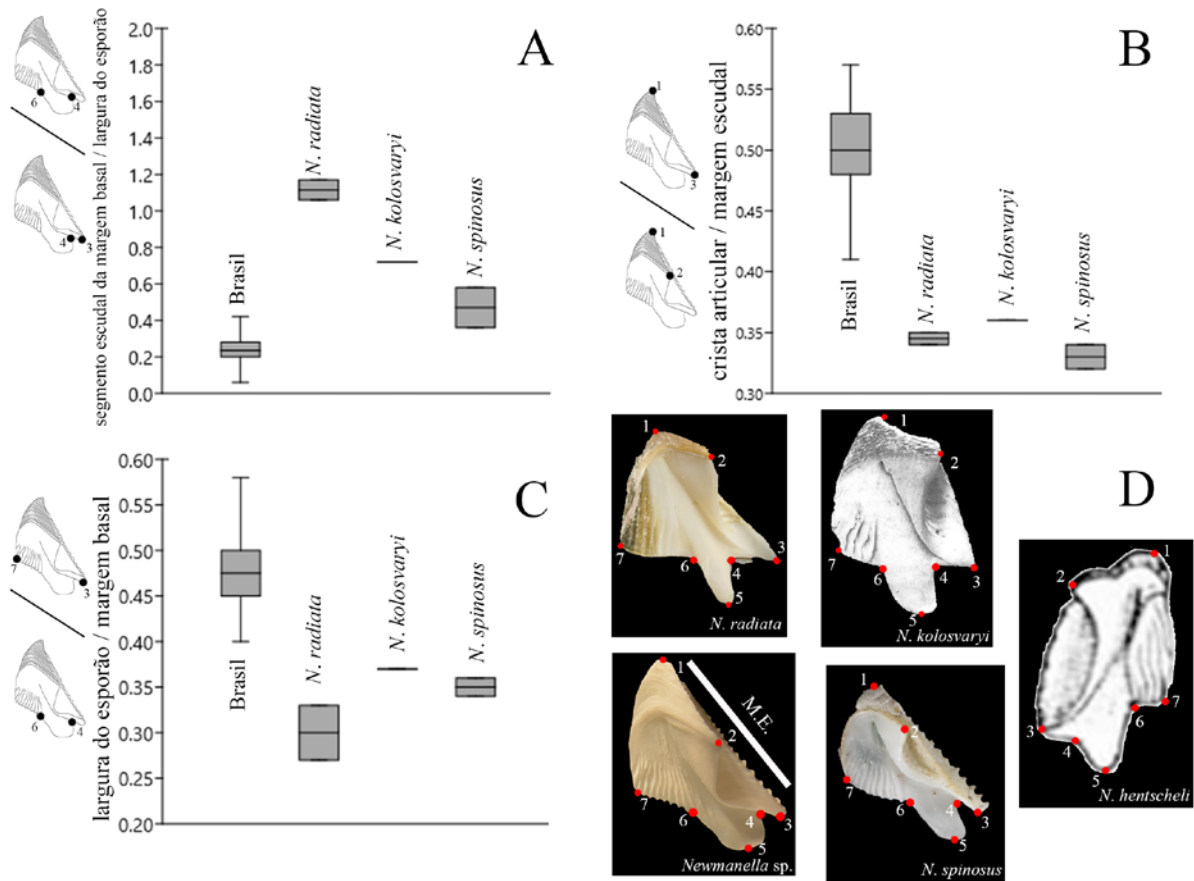 A
segmento escudal da margem basal / largura do esporão
2.0
1.8
1.6
1.4
1.2
1.0
0.8
0.6
0.4
0.2
0.0
6
4
4
3
Brasil
N. radiata
N. kolosvaryi
N. spinosus
B
crista articular / margem escudal
0.60
0.55
0.50
0.45
0.40
0.35
0.30
1
3
1
2
Brasil
N. radiata
N. kolosvaryi
N. spinosus
C
largura do esporão / margem basal
0.60
0.55
0.50
0.45
0.40
0.35
0.30
0.25
0.20
7
3
6
4
Brasil
N. radiata
N. kolosvaryi
N. spinosus
D
1
2
3
4
5
6
7
N. radiata
1
2
3
4
5
6
7
N. kolosvaryi
1
2
3
4
5
6
7
M.E.
Newmanella sp.
1
2
3
4
5
6
7
N. spinosus
1
2
3
4
5
6
7
N. hentscheli